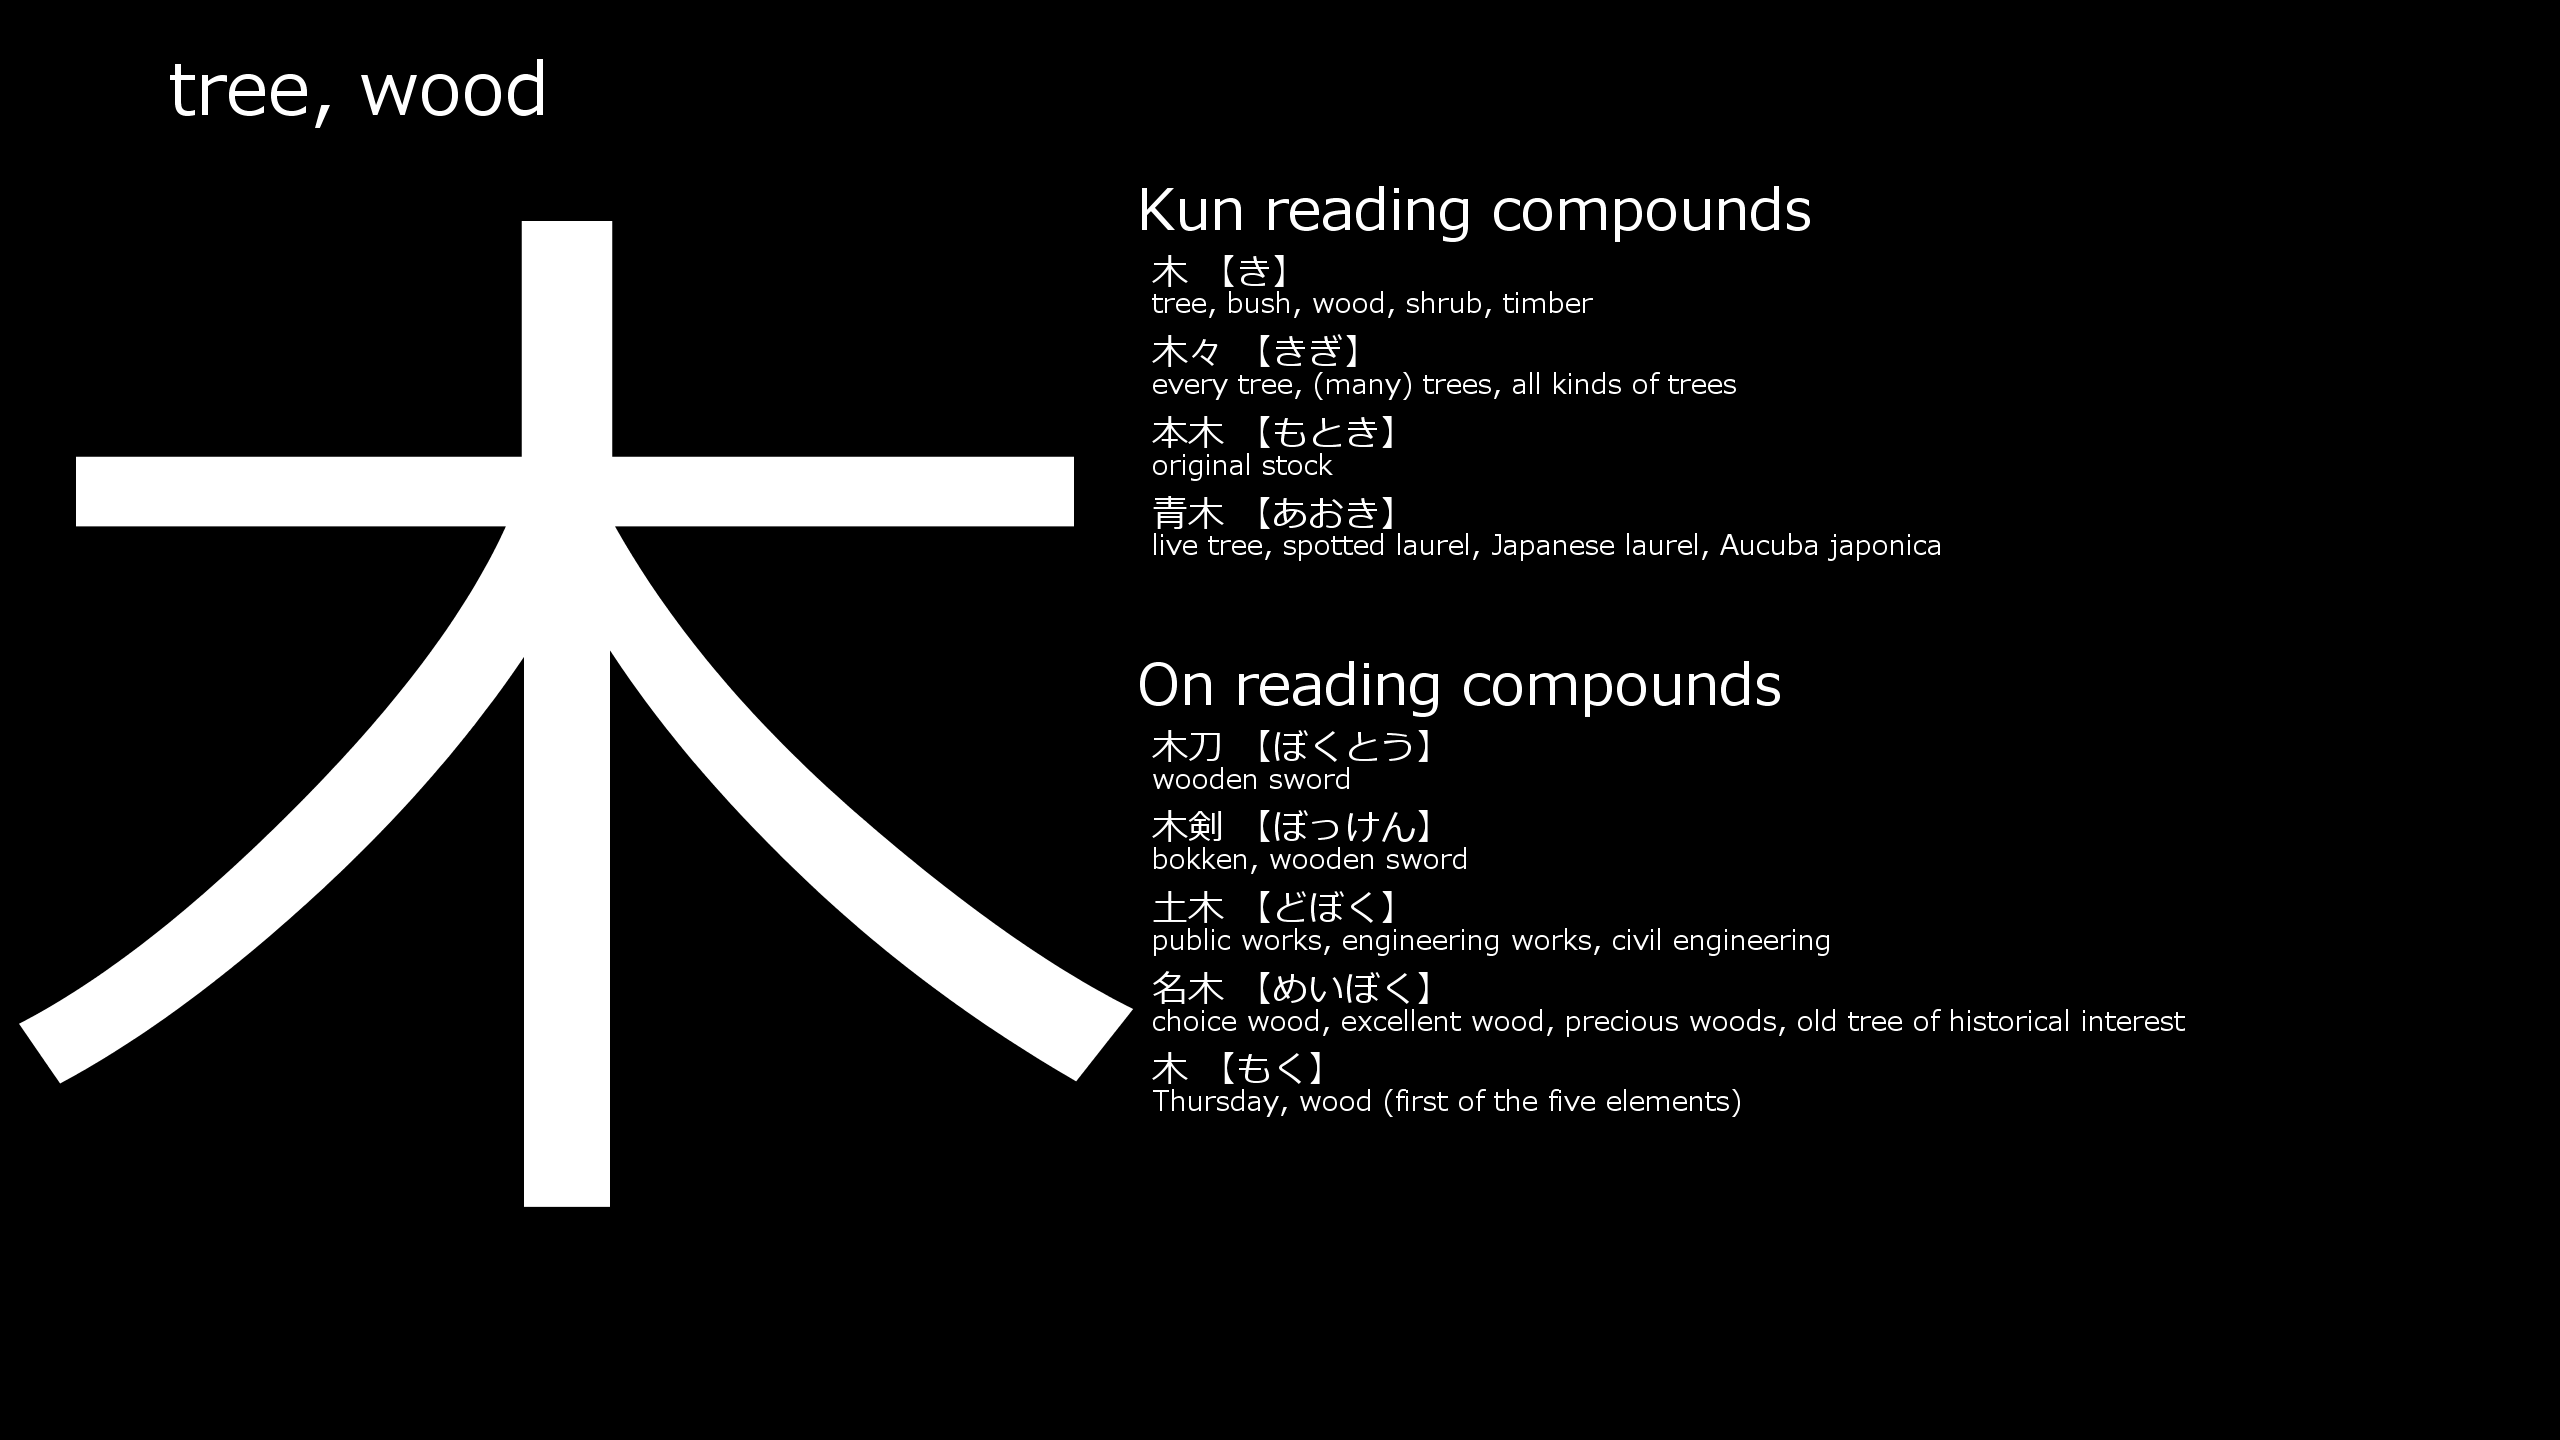 tree, wood
木
Kun reading compounds
木 【き】
tree, bush, wood, shrub, timber
木々 【きぎ】
every tree, (many) trees, all kinds of trees
本木 【もとき】
original stock
青木 【あおき】
live tree, spotted laurel, Japanese laurel, Aucuba japonica
On reading compounds
木刀 【ぼくとう】
wooden sword
木剣 【ぼっけん】
bokken, wooden sword
土木 【どぼく】
public works, engineering works, civil engineering
名木 【めいぼく】
choice wood, excellent wood, precious woods, old tree of historical interest
木 【もく】
Thursday, wood (first of the five elements)